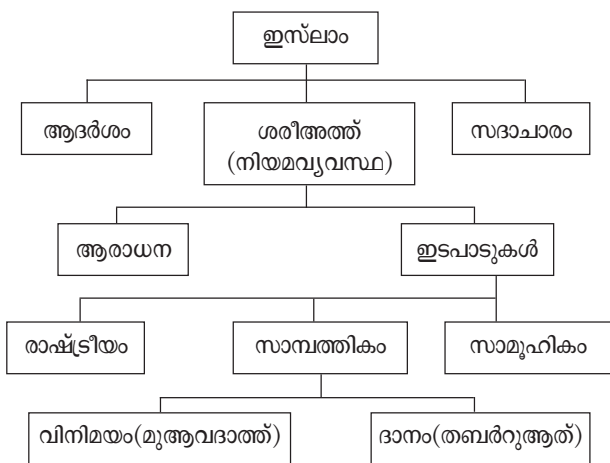 ഇസ്‌ലാം
ആദർശം
ശരീഅത്ത്
(നിയമവ്യവസ്ഥ)
സദാചാരം
ആരാധന
ഇടപാടുകൾ
രാഷ്ട്രീയം
സാമ്പത്തികം
സാമൂഹികം
വിനിമയം(മുആവദാത്ത്)
ദാനം(തബർറുആത്)